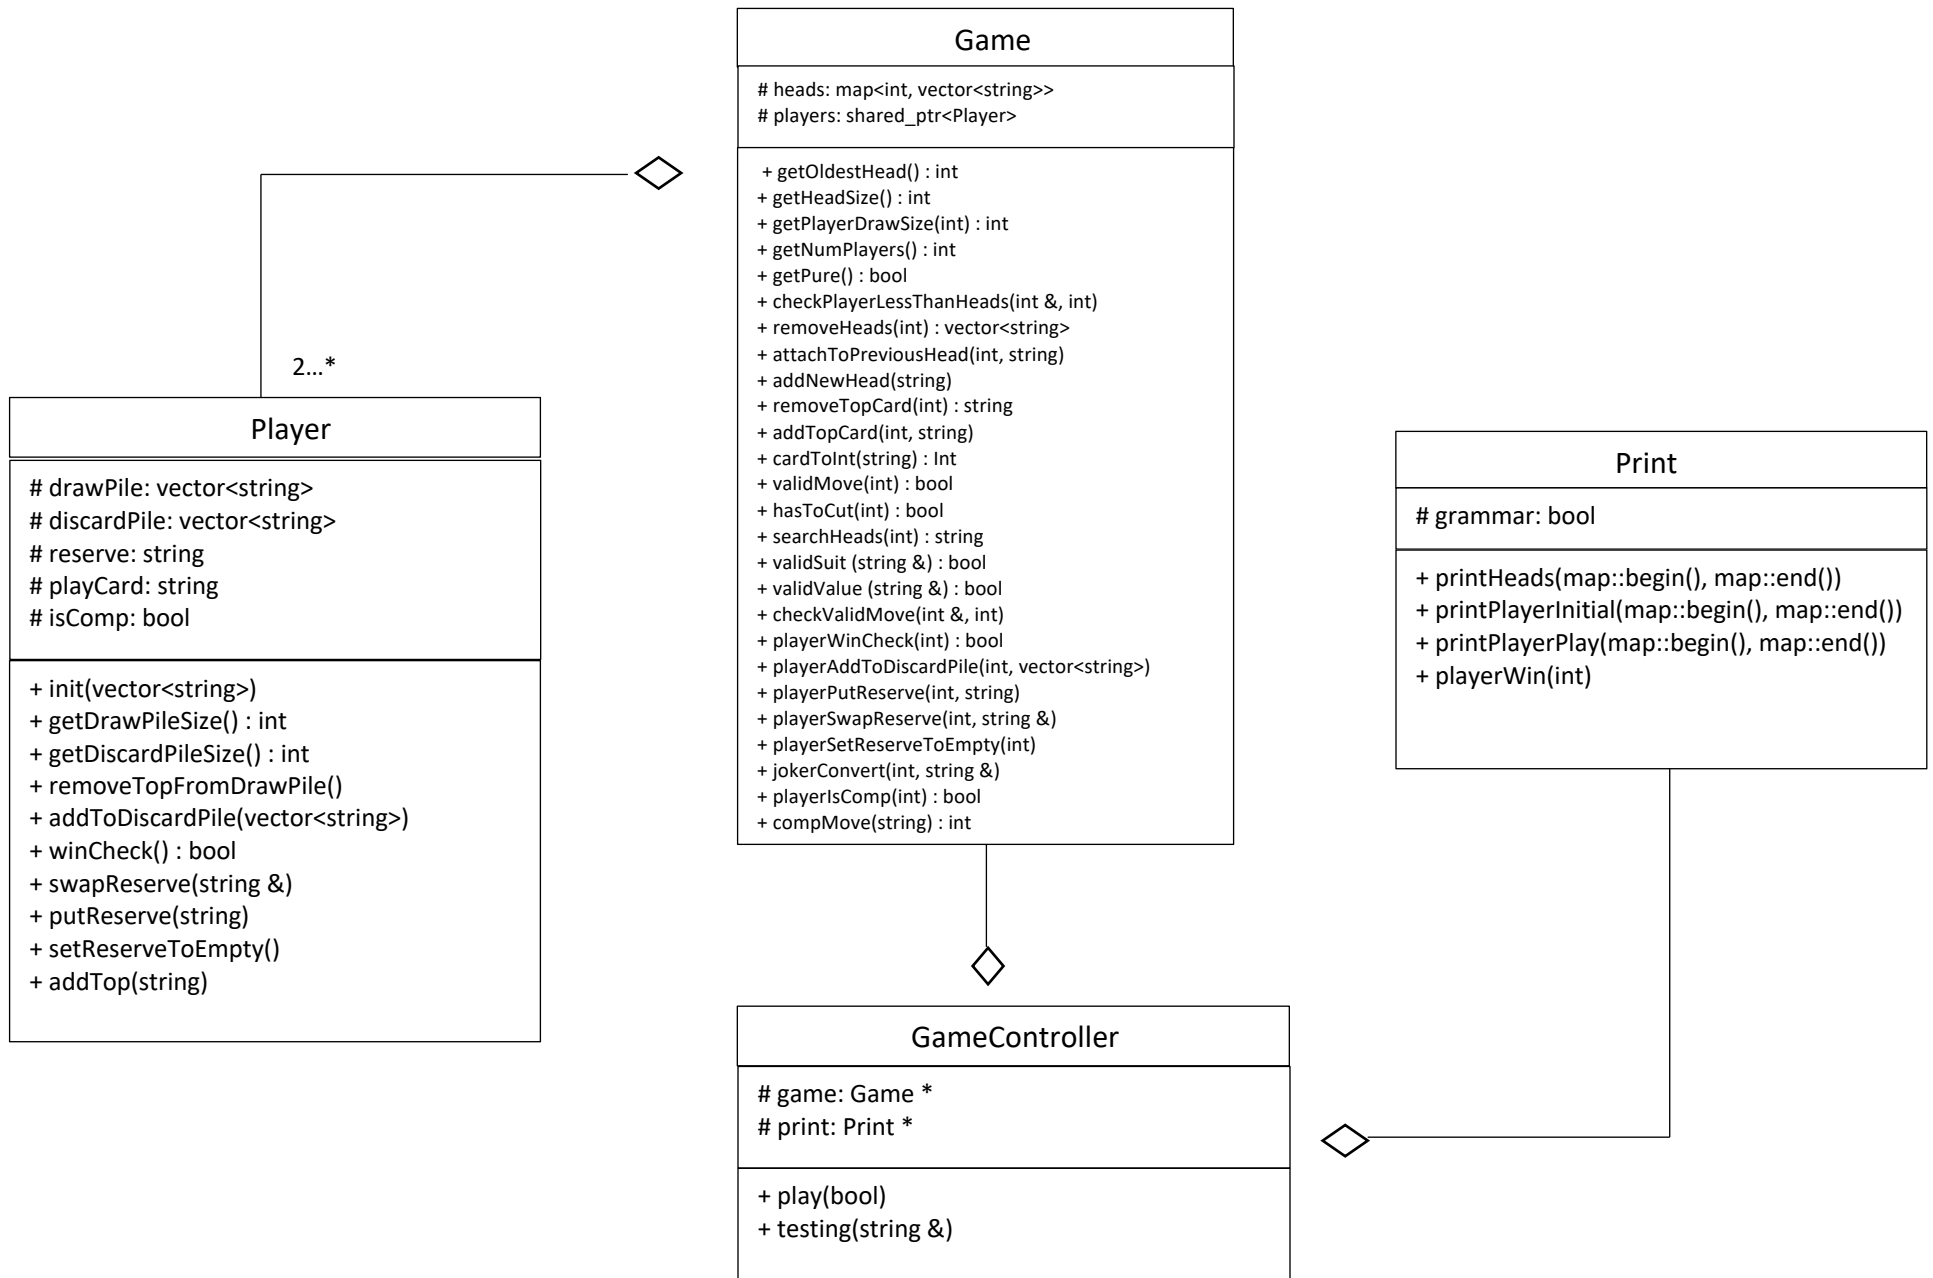 Game
# heads: map<int, vector<string>>
# players: shared_ptr<Player>
+ getOldestHead() : int
+ getHeadSize() : int
+ getPlayerDrawSize(int) : int
+ getNumPlayers() : int
+ getPure() : bool
+ checkPlayerLessThanHeads(int &, int)
+ removeHeads(int) : vector<string>
+ attachToPreviousHead(int, string)
+ addNewHead(string)
+ removeTopCard(int) : string
+ addTopCard(int, string)
+ cardToInt(string) : Int
+ validMove(int) : bool
+ hasToCut(int) : bool
+ searchHeads(int) : string
+ validSuit (string &) : bool
+ validValue (string &) : bool
+ checkValidMove(int &, int)
+ playerWinCheck(int) : bool
+ playerAddToDiscardPile(int, vector<string>)
+ playerPutReserve(int, string)
+ playerSwapReserve(int, string &)
+ playerSetReserveToEmpty(int)
+ jokerConvert(int, string &)
+ playerIsComp(int) : bool
+ compMove(string) : int
2...*
Player
# drawPile: vector<string>
# discardPile: vector<string>
# reserve: string
# playCard: string
# isComp: bool
+ init(vector<string>)
+ getDrawPileSize() : int
+ getDiscardPileSize() : int
+ removeTopFromDrawPile()
+ addToDiscardPile(vector<string>)
+ winCheck() : bool
+ swapReserve(string &)
+ putReserve(string)
+ setReserveToEmpty()
+ addTop(string)
Print
# grammar: bool
+ printHeads(map::begin(), map::end())
+ printPlayerInitial(map::begin(), map::end())
+ printPlayerPlay(map::begin(), map::end())
+ playerWin(int)
GameController
# game: Game *
# print: Print *
+ play(bool)
+ testing(string &)